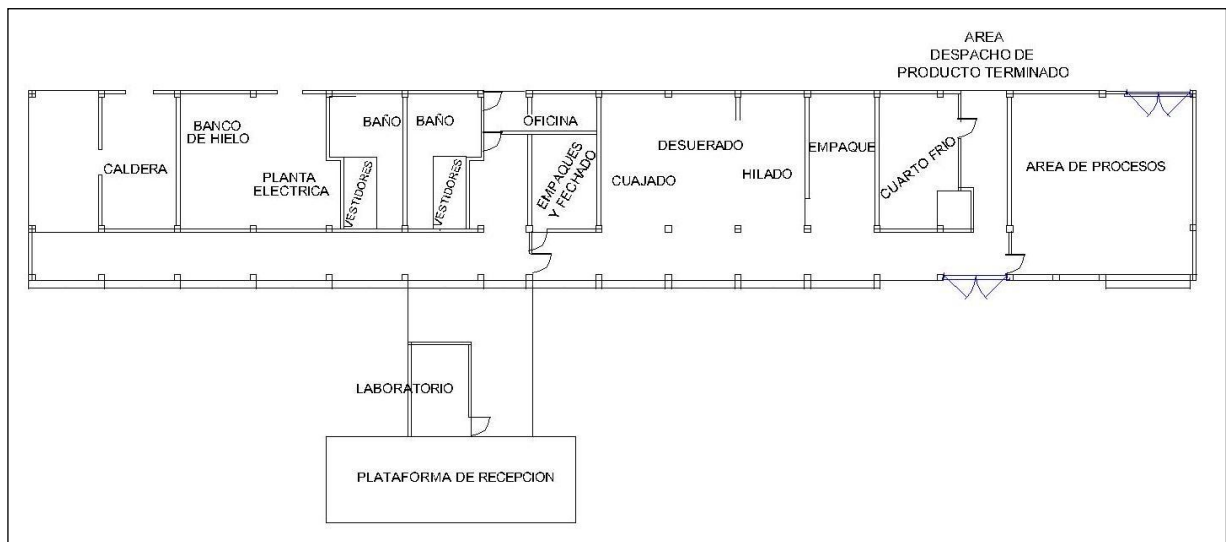 AREA
DESPACHO DE
PRODUCTO TERMINADO
BANCO
DE HIELO
CALDERA
PLANTA
ELECTRICA
BAÑO
BAÑO
VESTIDORES
VESTIDORES
OFICINA
EMPAQUES
Y FECHADO
CUAJADO
DESUERADO
HILADO
EMPAQUE
CUARTO FRIO
AREA DE PROCESOS
LABORATORIO
PLATAFORMA DE RECEPCION